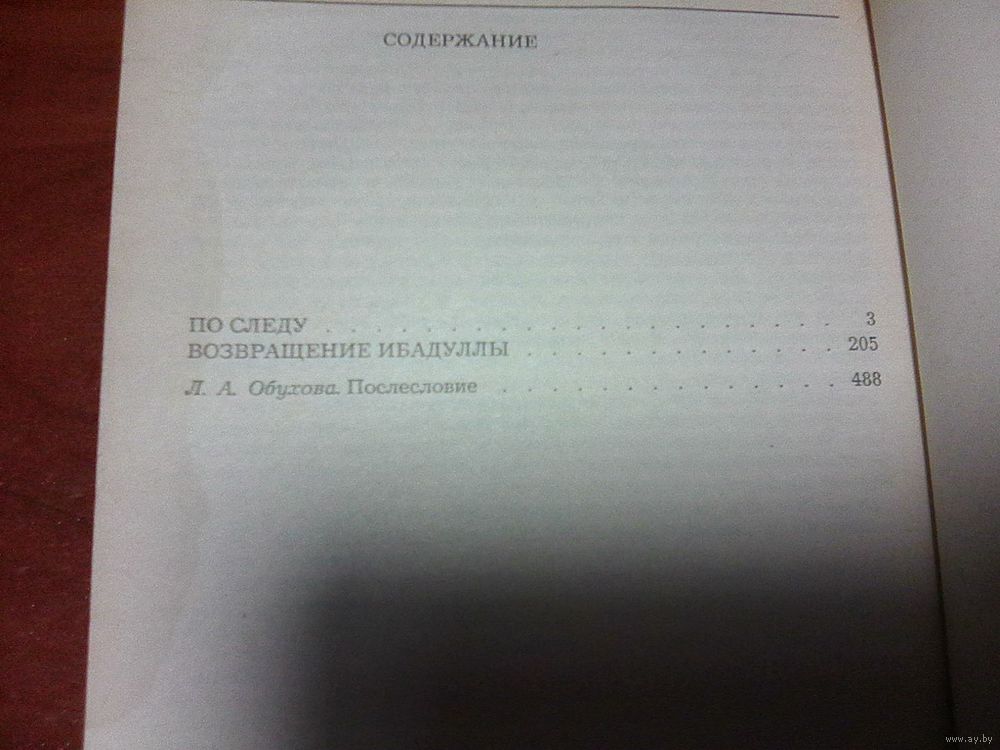 СОДЕРЖАНИЕ
ПО СЛЕДУ . . . . . . . . . . . . . . . . . . . . . 3
ВОЗВРАЩЕНИЕ ИБАДУЛЛЫ . . . . . . . . . . . . . 205
Л. А. Обухова. Послесловие . . . . . . . . . . . . . 488
www.ay.by